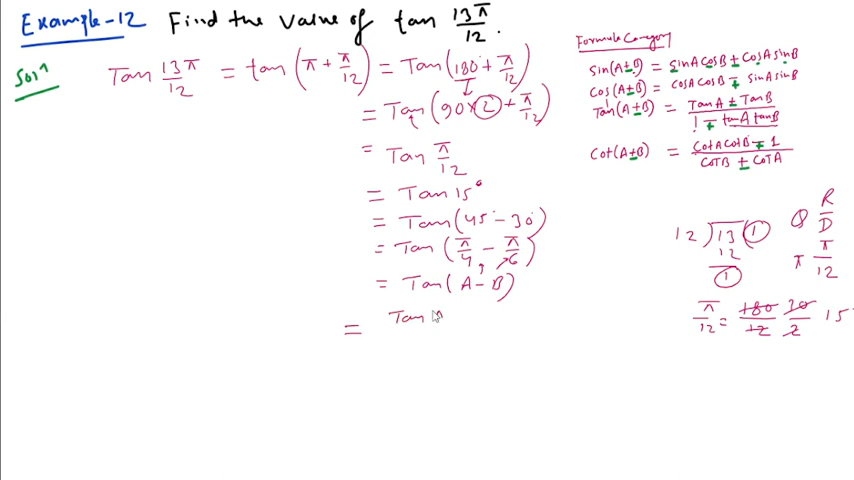 Example-12 Find the value of tan 13π/12.
Soln Tan 13π/12 = tan (π + π/12) = Tan(180° + π/12)
= Tan(90×2 + π/12)
= Tan π/12
= Tan 15°
= Tan(45° - 30°)
= Tan(π/4 - π/6)
= Tan(A - B)
= Tan
Formula Category
sin(A±B) = sinA cosB ± cosA sinB
cos(A±B) = cosA cosB ∓ sinA sinB
Tan(A±B) = TanA ± TanB / 1 ∓ tanA tanB
cot(A±B) = cotA cotB ∓ 1 / cotB ± cotA
12 ) 13 ( 1 Q R/D
12
1 π π/12
π/12 = 180/12 30/2 15